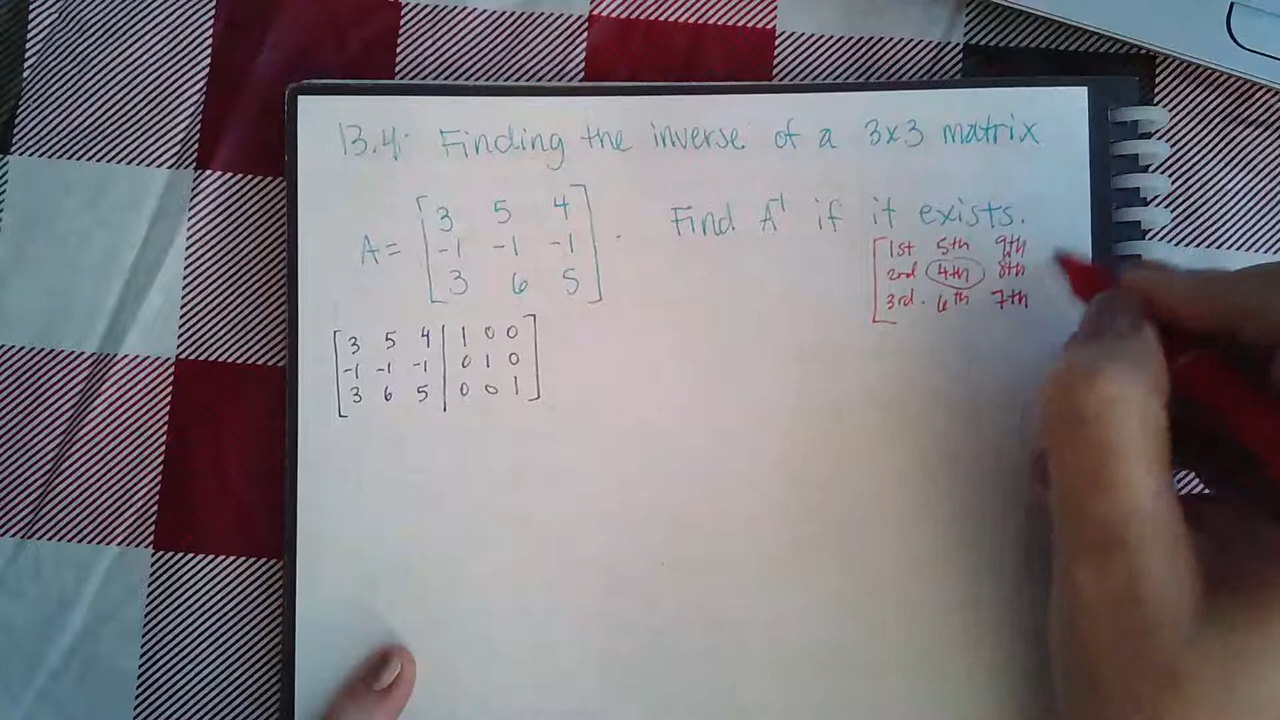 13.4: Finding the inverse of a 3x3 matrix
A = [3 5 4
-1 -1 -1
3 6 5].
Find A⁻¹ if it exists.
[1st 5th 9th
2nd 4th 8th
3rd. 6th 7th
[3 5 4 | 1 0 0
-1 -1 -1 | 0 1 0
3 6 5 | 0 0 1]